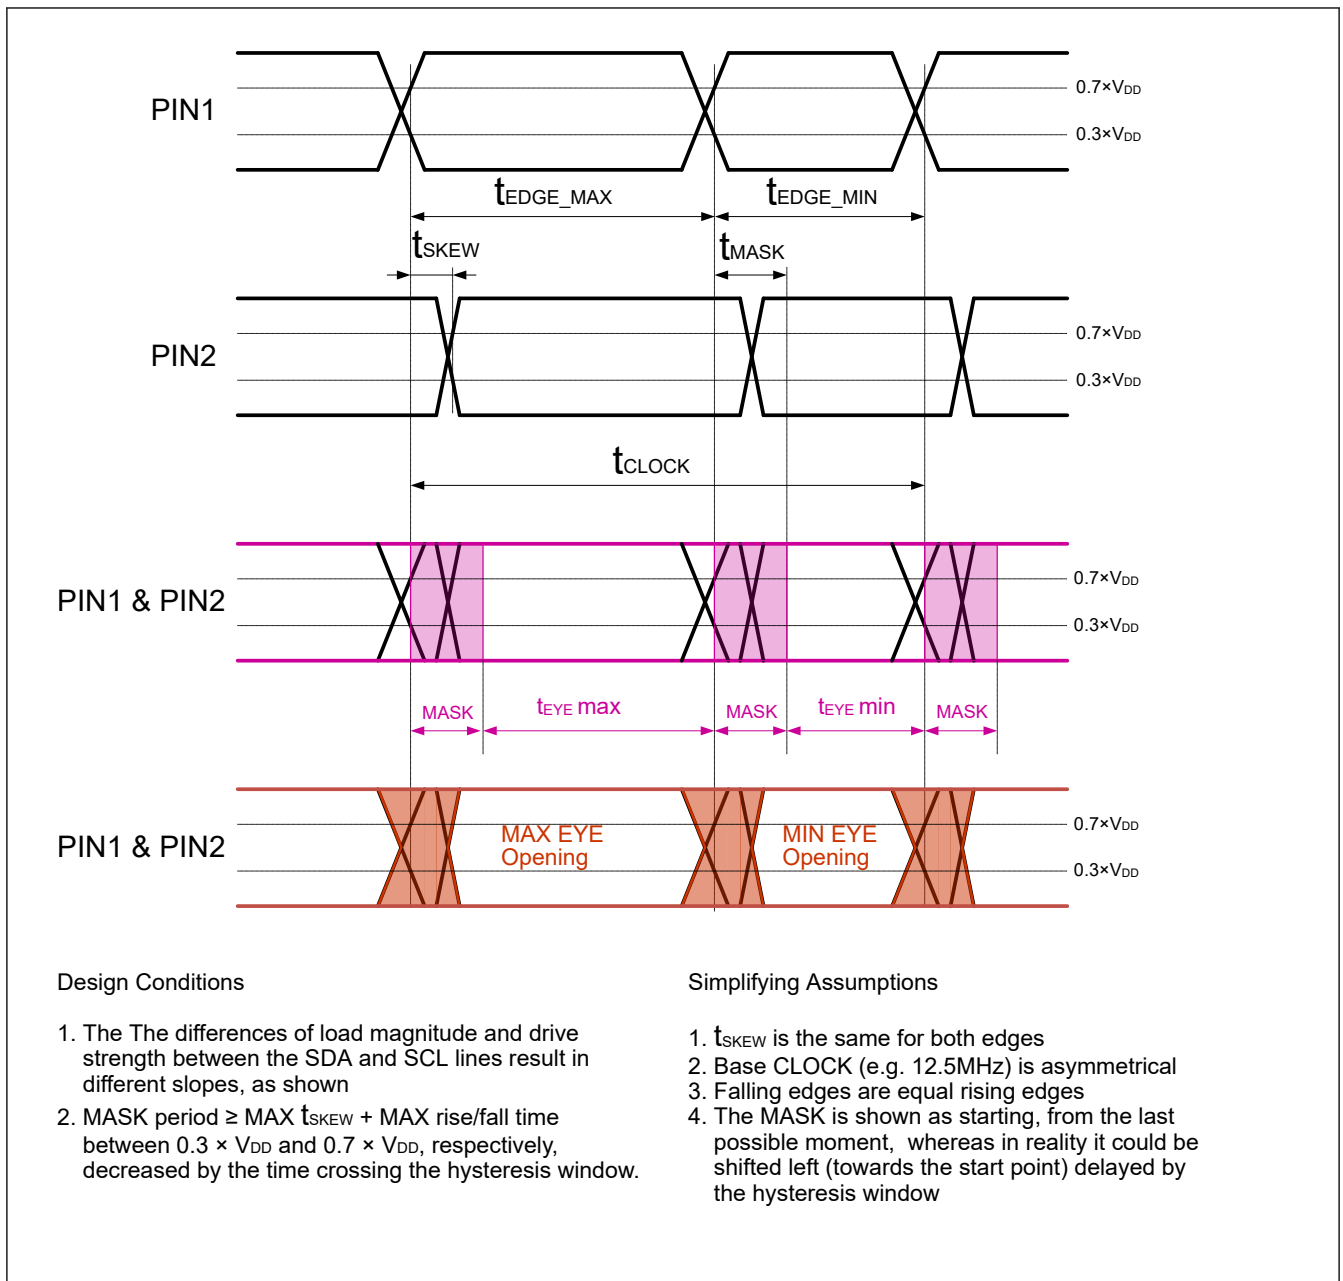 PIN1
0.7×VDD
0.3×VDD
tEDGE_MAX
tEDGE_MIN
tSKEW
tMASK
PIN2
0.7×VDD
0.3×VDD
tCLOCK
PIN1 & PIN2
0.7×VDD
0.3×VDD
MASK
tEYE max
MASK
tEYE min
MASK
PIN1 & PIN2
MAX EYE
Opening
MIN EYE
Opening
0.7×VDD
0.3×VDD
Design Conditions
1. The The differences of load magnitude and drive
strength between the SDA and SCL lines result in
different slopes, as shown
2. MASK period ≥ MAX tSKEW + MAX rise/fall time
between 0.3 × VDD and 0.7 × VDD, respectively,
decreased by the time crossing the hysteresis window.
Simplifying Assumptions
1. tSKEW is the same for both edges
2. Base CLOCK (e.g. 12.5MHz) is asymmetrical
3. Falling edges are equal rising edges
4. The MASK is shown as starting, from the last
possible moment, whereas in reality it could be
shifted left (towards the start point) delayed by
the hysteresis window